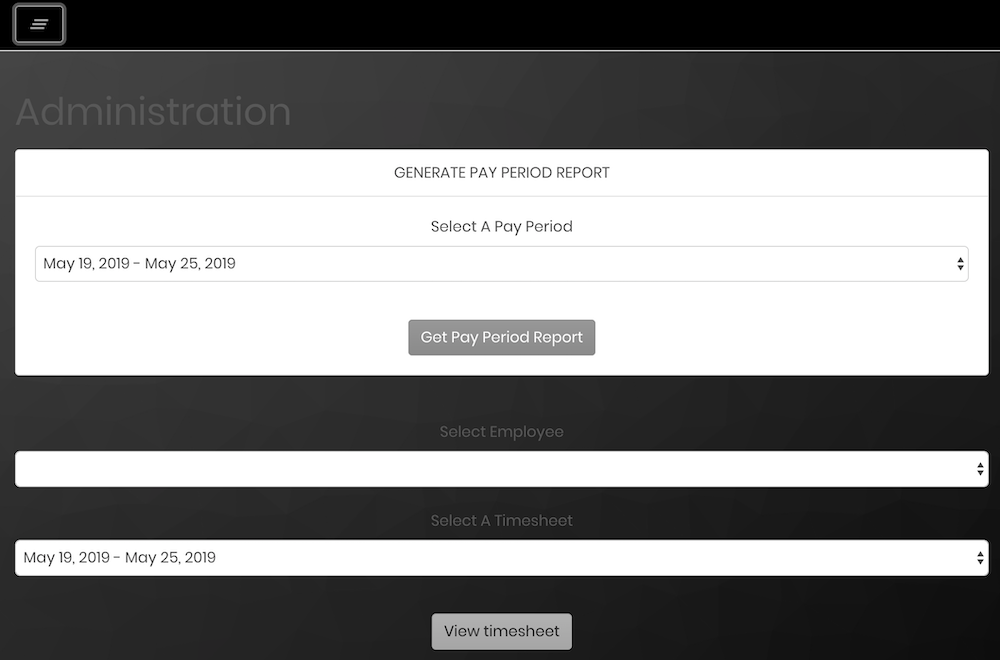 Administration
GENERATE PAY PERIOD REPORT
Select A Pay Period
May 19, 2019 - May 25, 2019
Get Pay Period Report
Select Employee
Select A Timesheet
May 19, 2019 - May 25, 2019
View timesheet